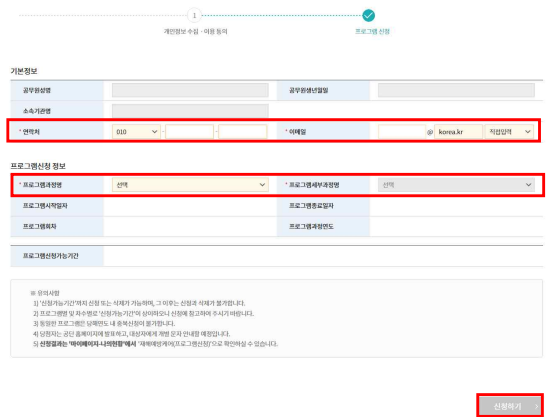 1
개인정보 수집 · 이용 동의
프로그램 신청
기본정보
공무원성명
공무원생년월일
소속기관명
* 연락처
010
-
-
* 이메일
@ korea.kr
직접입력
프로그램신청 정보
* 프로그램과정명
선택
* 프로그램세부과정명
선택
프로그램시작일자
프로그램종료일자
프로그램회차
프로그램과정연도
프로그램신청가능기간
※ 유의사항
1) '신청가능기간'까지 신청 또는 삭제가 가능하며, 그 이후는 신청과 삭제가 불가합니다.
2) 프로그램별 및 차수별로 '신청가능기간'이 상이하오니 신청에 참고하여 주시기 바랍니다.
3) 동일한 프로그램은 당해연도 내 중복신청이 불가합니다.
4) 당첨자는 공단 홈페이지에 발표하고, 대상자에게 개별 문자 안내할 예정입니다.
5) 신청결과는 '마이페이지-나의현황'에서 '재해예방케어(프로그램신청)'으로 확인하실 수 있습니다.
신청하기